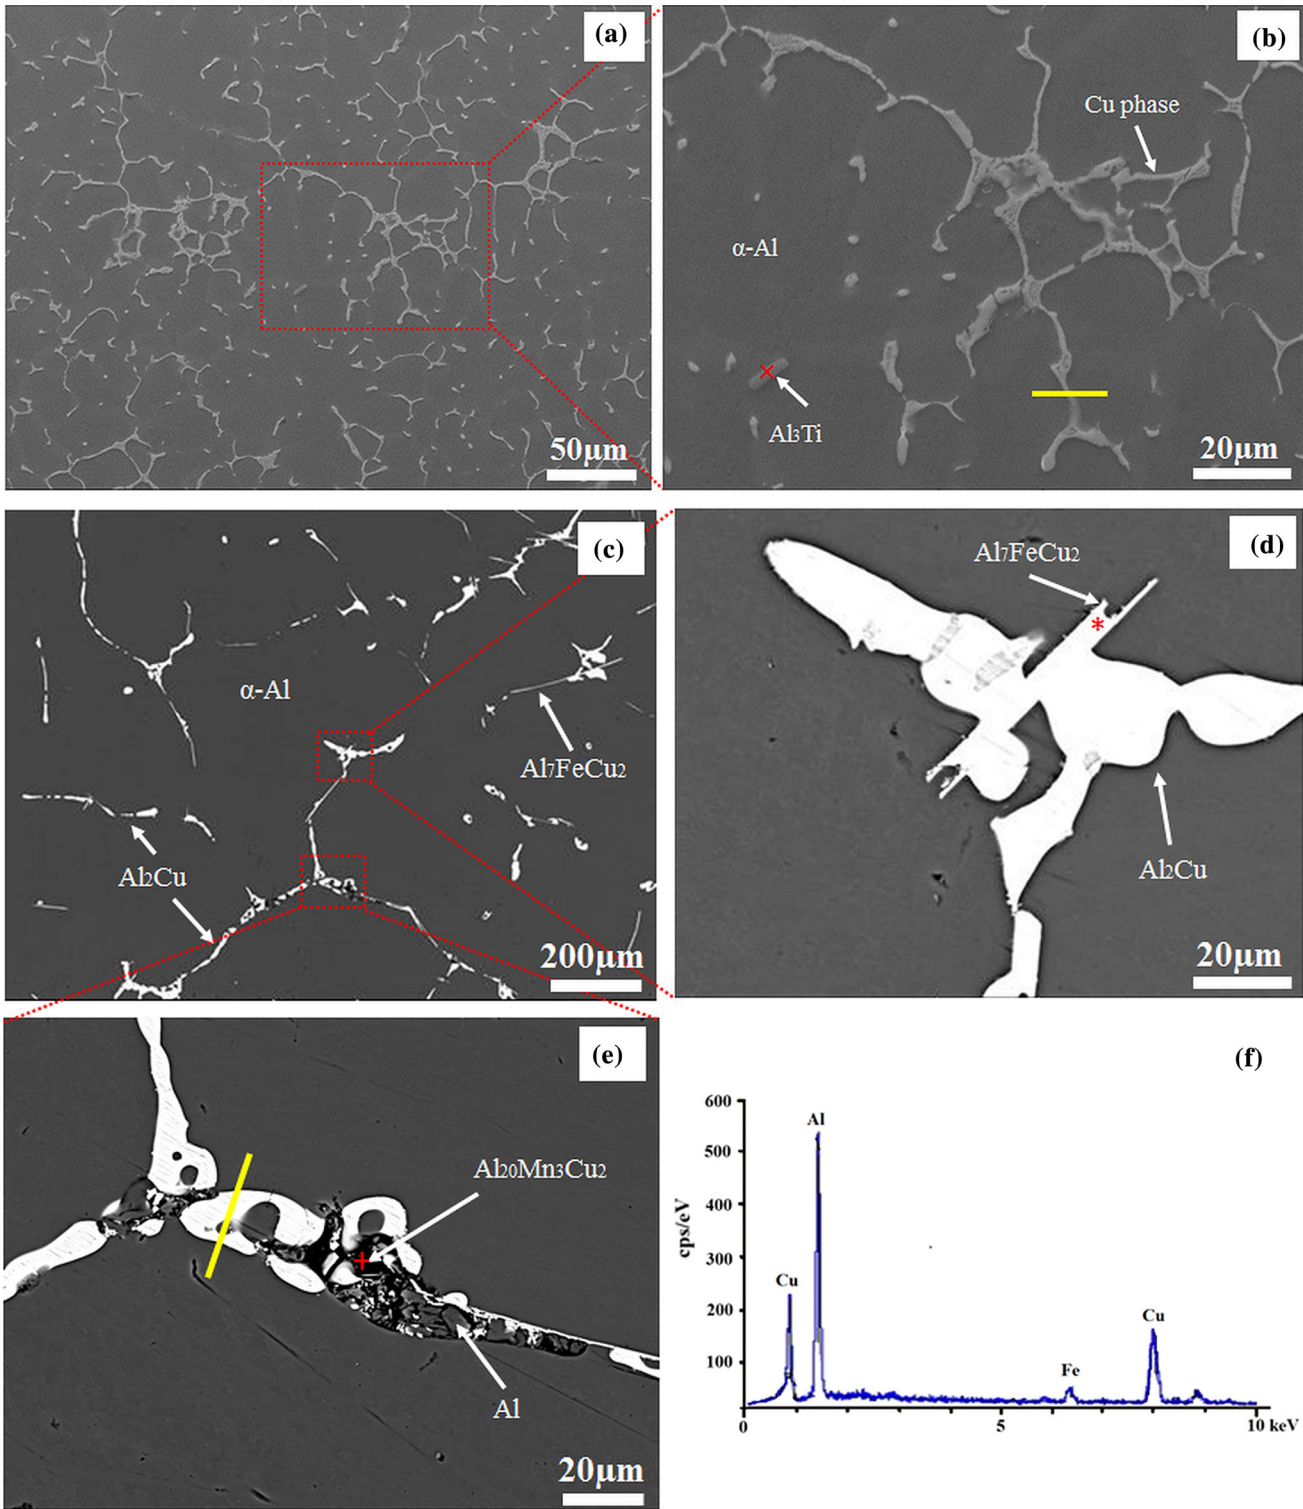 (a)
50μm
(b)
Cu phase
α-Al
Al₃Ti
20μm
(c)
α-Al
Al₇FeCu₂
Al₂Cu
200μm
(d)
Al₇FeCu₂
*
Al₂Cu
20μm
(e)
Al₂₀Mn₃Cu₂
Al
20μm
(f)
600
500
400
300
200
100
cps/eV
Cu
Al
Fe
Cu
0
5
10 keV